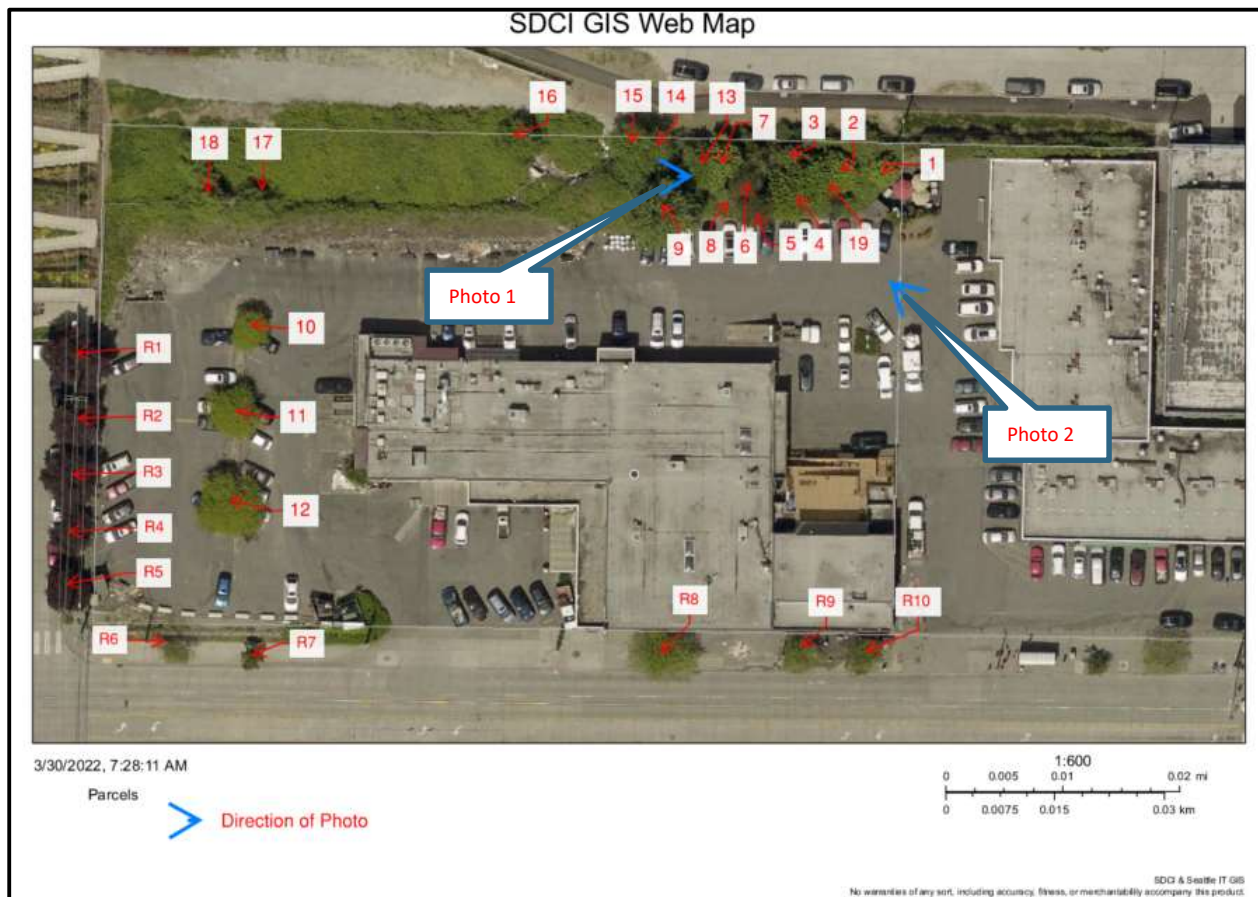 SDCI GIS Web Map
16
15
14
13
7
3
2
1
18
17
9
8
6
5
4
19
Photo 1
10
R1
11
R2
Photo 2
R3
12
R4
R5
R8
R9
R10
R6
R7
3/30/2022, 7:28:11 AM
Parcels
Direction of Photo
1:600
0 0.005 0.01 0.02 mi
0 0.0075 0.015 0.03 km
SDCI & Seattle IT GIS
No warranties of any sort, including accuracy, fitness, or merchantability accompany this product.